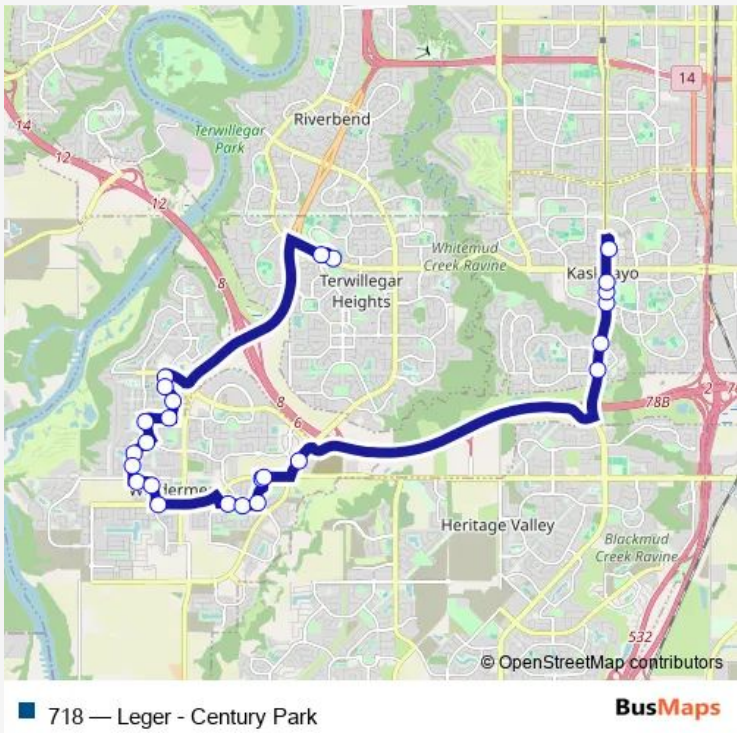 14
Riverbend
Terwillegar
Park
14
12
12
8
Whitemud
Creek Ravine
Terwillegar
Heights
8
6
78B
2
Heritage Valley
Blackmud
Creek Ravine
532
© OpenStreetMap contributors
718 — Leger - Century Park
BusMaps